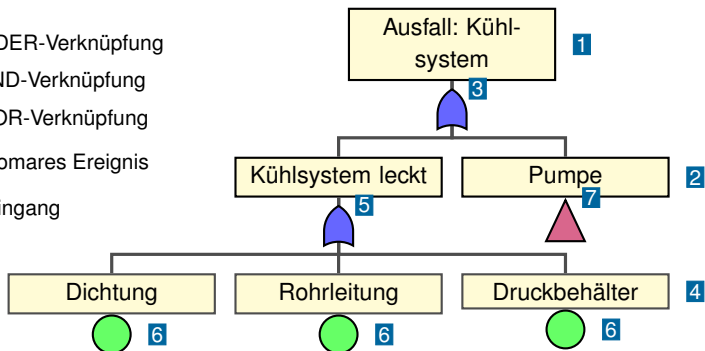 Ausfall: Kühl-
system
1
DER-Verknüpfung
ND-Verknüpfung
3
OR-Verknüpfung
omares Ereignis
Kühlsystem leckt
Pumpe
2
7
ingang
5
Dichtung
Rohrleitung
Druckbehälter
4
6
6
6